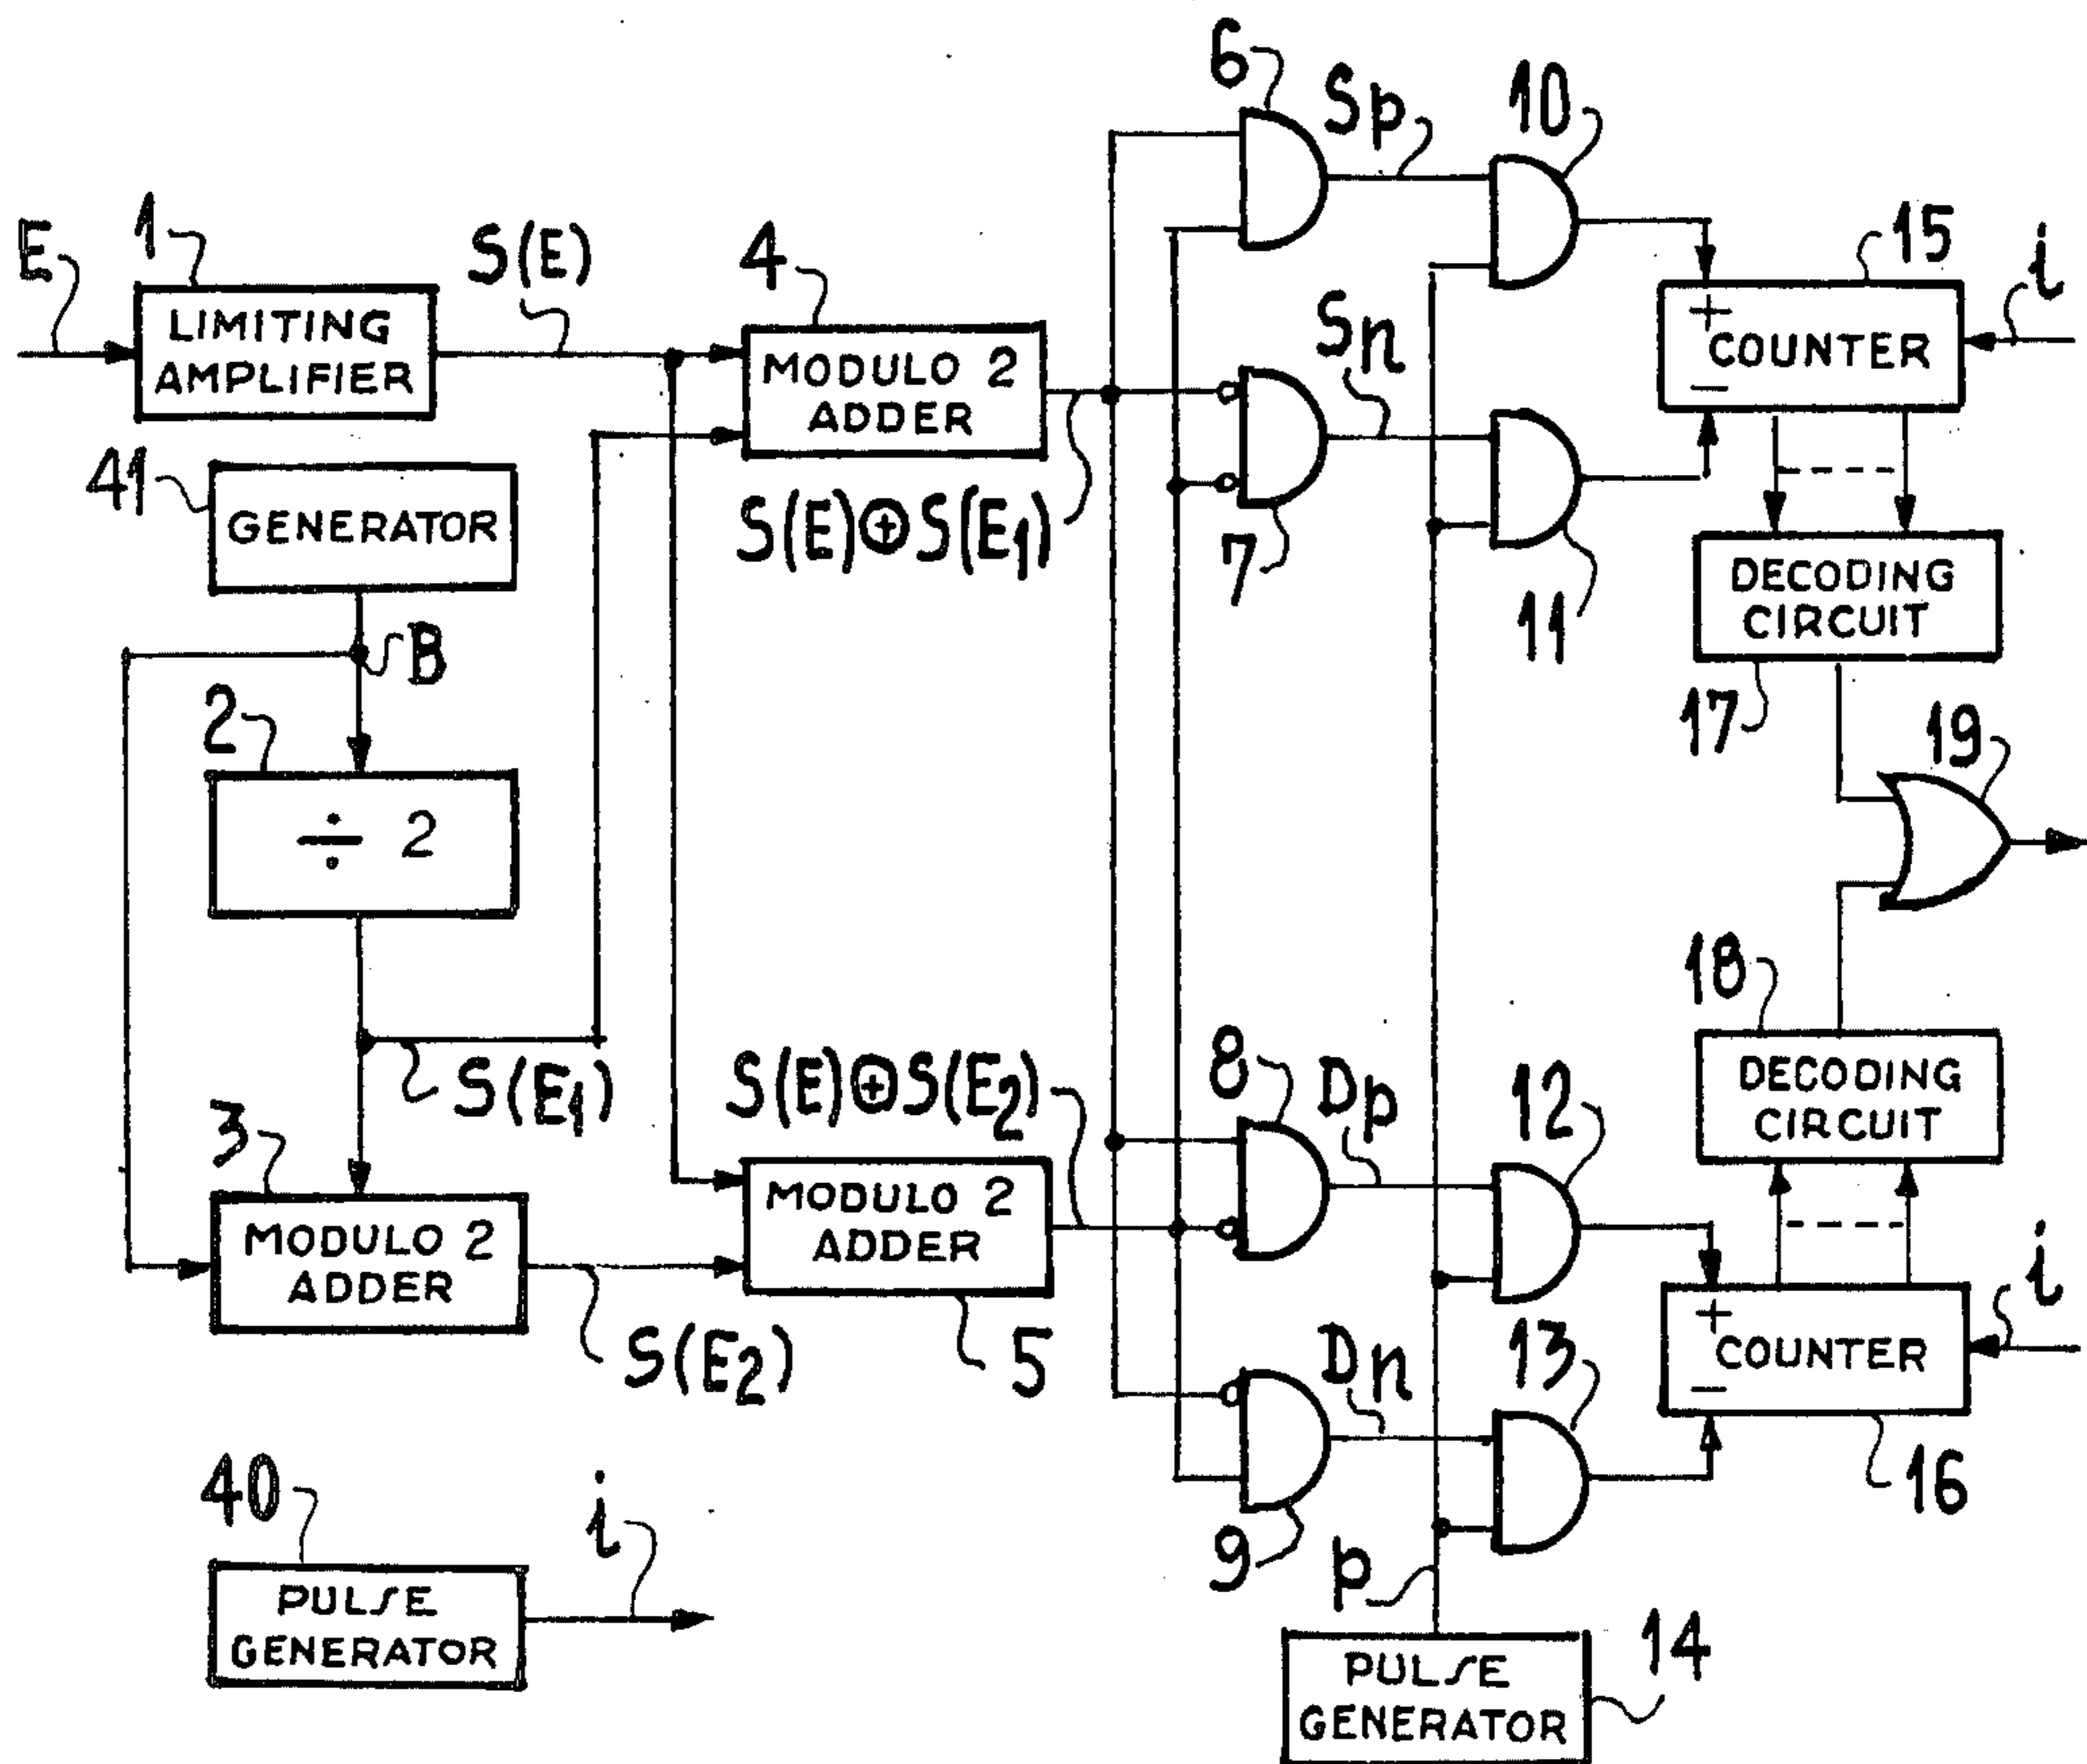 6
Sp
10
E
1
S(E)
4
15
i
LIMITING
AMPLIFIER
MODULO 2
ADDER
Sn
+
COUNTER
−
41
GENERATOR
S(E)⊕S(E1)
7
11
DECODING
CIRCUIT
B
17
2
19
÷ 2
18
S(E1)
S(E)⊕S(E2)
8
Dp
12
DECODING
CIRCUIT
3
MODULO 2
ADDER
MODULO 2
ADDER
i
+
COUNTER
−
S(E2)
5
Dn
13
16
40
i
9
p
PULSE
GENERATOR
14
PULSE
GENERATOR